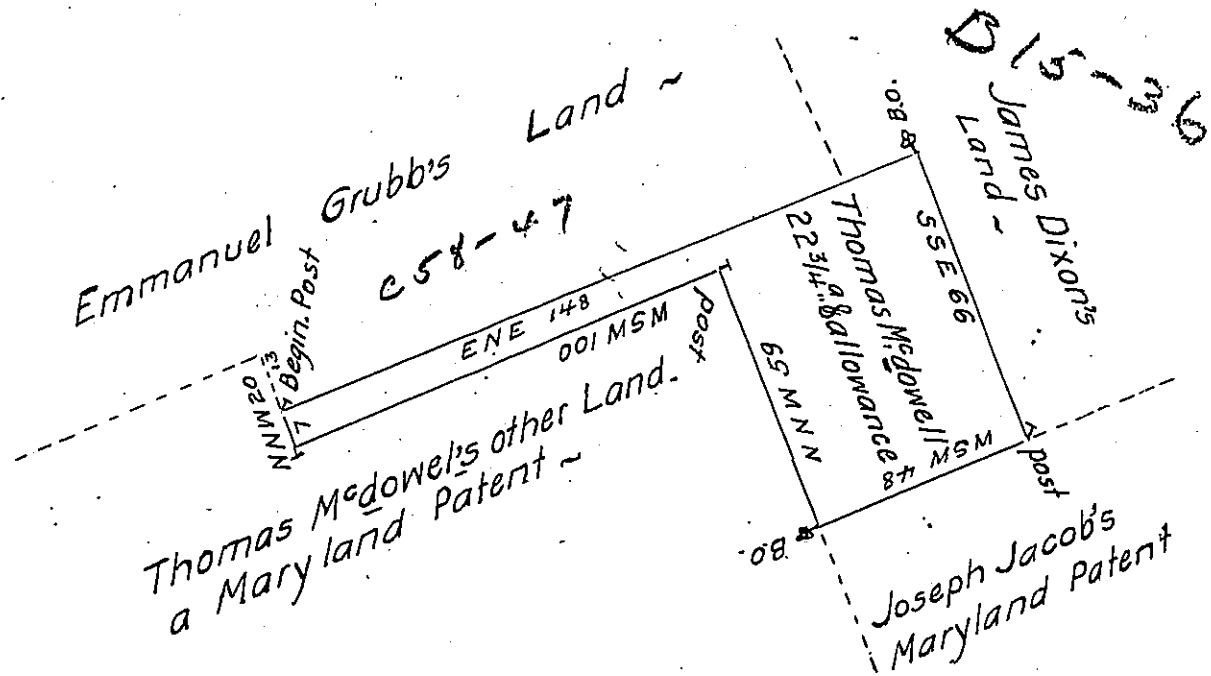 B15-36
Emmanuel Grubb's Land ~
C58-47
B.O.
James Dixon's
Land ~
Begin. Post
13
NNW 20
7
ENE 148
WSW 100
post
NNW 59
Thomas McDowell
22 3/4 a & allowance
SSE 66
WSW 48
post
B.O.
Thomas McDowel's other Land.
a Maryland Patent ~
Joseph Jacob's
Maryland Patent